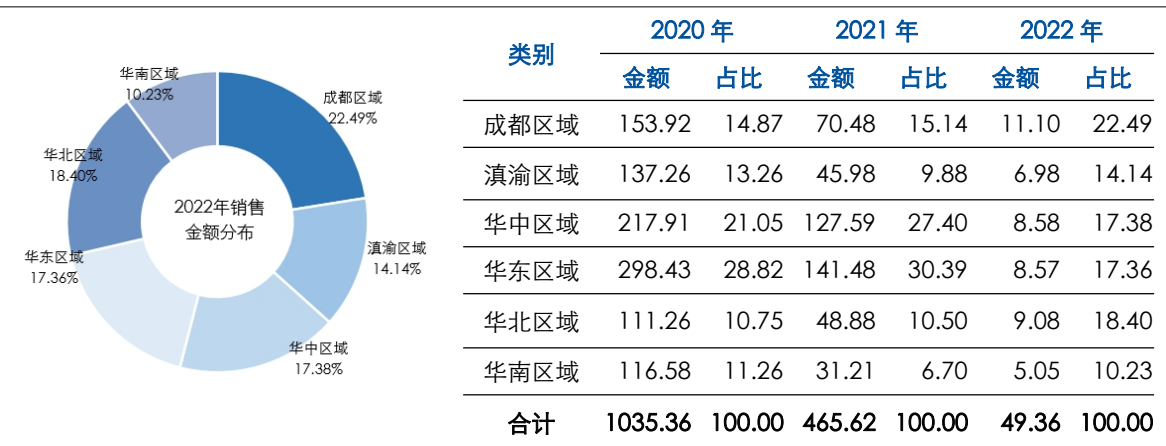 华南区域
10.23%
成都区域
22.49%
华北区域
18.40%
2022年销售
金额分布
华东区域
17.36%
滇渝区域
14.14%
华中区域
17.38%
类别 2020 年 2021 年 2022 年
金额 占比 金额 占比 金额 占比
成都区域 153.92 14.87 70.48 15.14 11.10 22.49
滇渝区域 137.26 13.26 45.98 9.88 6.98 14.14
华中区域 217.91 21.05 127.59 27.40 8.58 17.38
华东区域 298.43 28.82 141.48 30.39 8.57 17.36
华北区域 111.26 10.75 48.88 10.50 9.08 18.40
华南区域 116.58 11.26 31.21 6.70 5.05 10.23
合计 1035.36 100.00 465.62 100.00 49.36 100.00